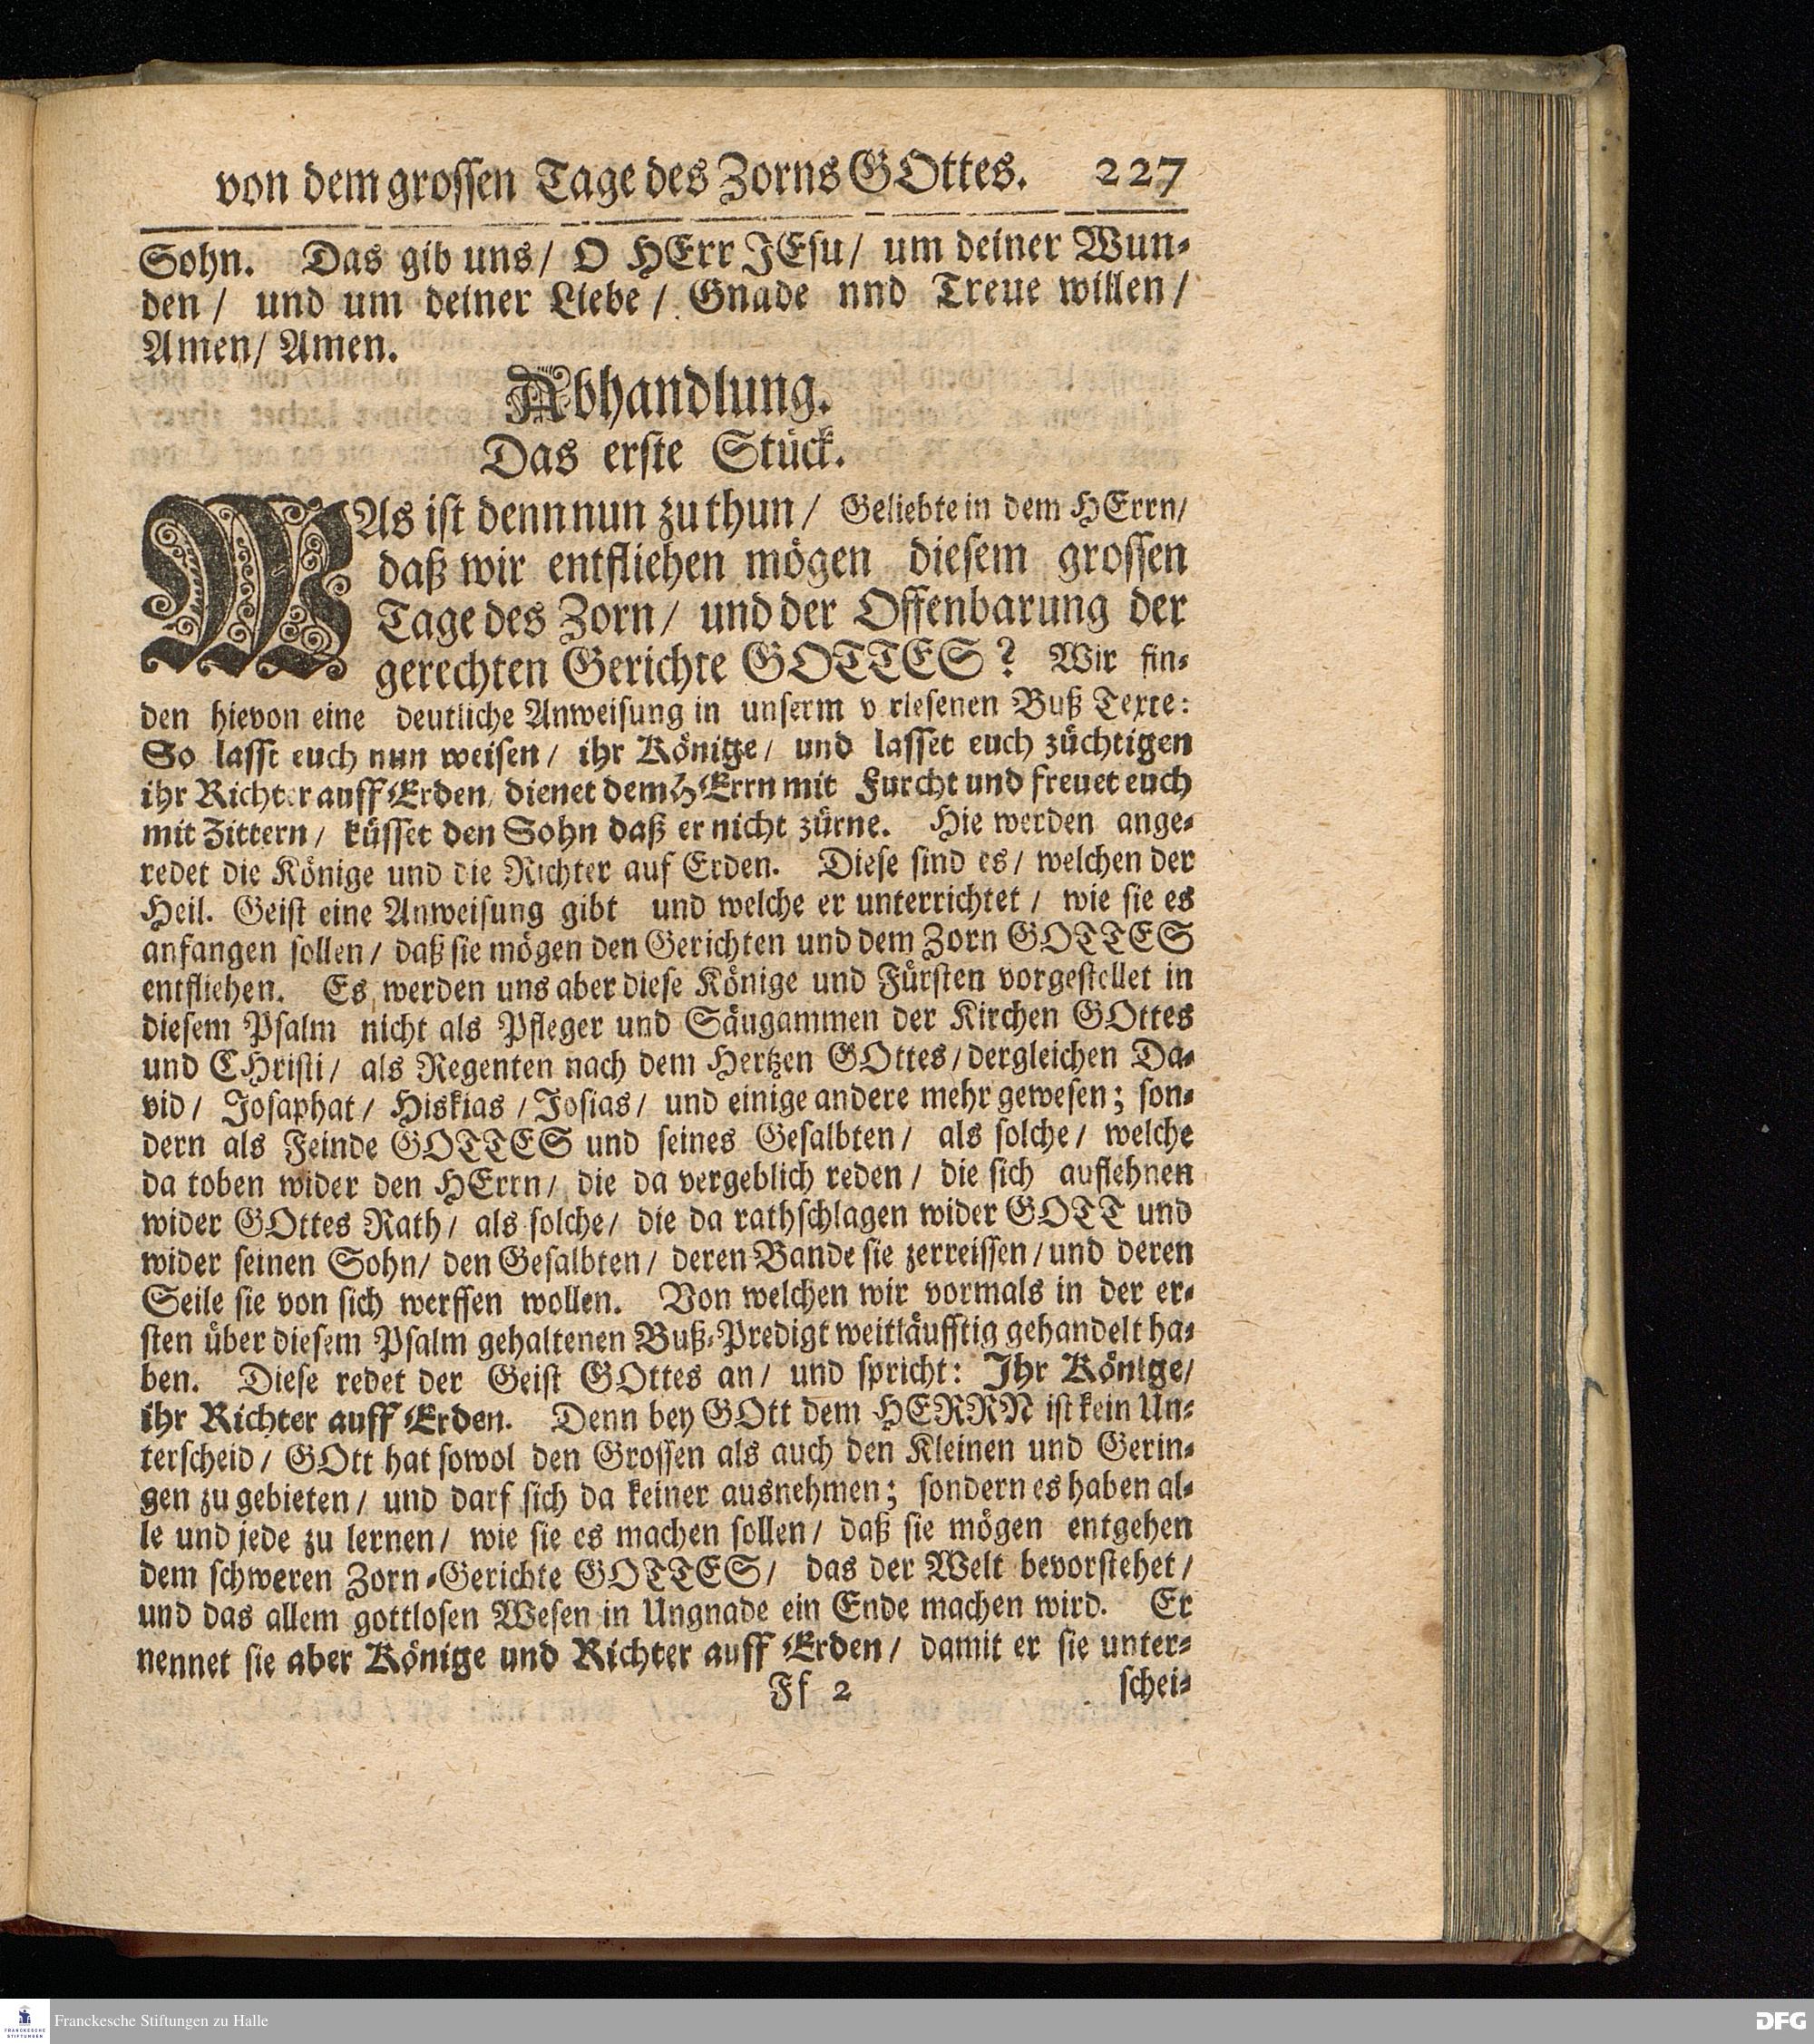 von dem grossen Tage des Zorns GOttes. 227
Sohn. Das gib uns/ O HErr JEsu/ um deiner Wun-
den/ und um deiner Liebe/ Gnade nnd Treue willen/
Amen/ Amen.
Abhandlung.
Das erste Stück.
WAs ist denn nun zu thun/ Geliebte in dem HErrn/
daß wir entfliehen mögen diesem grossen
Tage des Zorn/ und der Offenbarung der
gerechten Gerichte GOTTES? Wir fin-
den hievon eine deutliche Anweisung in unserm v rlesenen Buß Texte:
So lasst euch nun weisen/ ihr Könige/ und lasset euch züchtigen
ihr Richter auff Erden/ dienet dem HErrn mit Furcht und freuet euch
mit Zittern/ küsset den Sohn daß er nicht zürne. Hie werden ange-
redet die Könige und die Richter auf Erden. Diese sind es/ welchen der
Heil. Geist eine Anweisung gibt und welche er unterrichtet/ wie sie es
anfangen sollen/ daß sie mögen den Gerichten und dem Zorn GOTTES
entfliehen. Es werden uns aber diese Könige und Fürsten vorgestellet in
diesem Psalm nicht als Pfleger und Säugammen der Kirchen GOttes
und CHristi/ als Regenten nach dem Hertzen GOttes/ dergleichen Da-
vid/ Josaphat/ Hiskias/ Josias/ und einige andere mehr gewesen; son-
dern als Feinde GOTTES und seines Gesalbten/ als solche/ welche
da toben wider den HErrn/ die da vergeblich reden/ die sich auflehnen
wider GOttes Rath/ als solche/ die da rathschlagen wider GOTT und
wider seinen Sohn/ den Gesalbten/ deren Bande sie zerreissen/ und deren
Seile sie von sich werffen wollen. Von welchen wir vormals in der er-
sten über diesem Psalm gehaltenen Buß-Predigt weitläufftig gehandelt ha-
ben. Diese redet der Geist GOttes an/ und spricht: Ihr Könige/
ihr Richter auff Erden. Denn bey GOtt dem HERRN ist kein Un-
terscheid/ GOtt hat sowol den Grossen als auch den Kleinen und Gerin-
gen zu gebieten/ und darf sich da keiner ausnehmen; sondern es haben al-
le und jede zu lernen/ wie sie es machen sollen/ daß sie mögen entgehen
dem schweren Zorn-Gerichte GOTTES/ das der Welt bevorstehet/
und das allem gottlosen Wesen in Ungnade ein Ende machen wird. Er
nennet sie aber Könige und Richter auff Erden/ damit er sie unter-
Ff 2 schei-
FRANCKESCHE STIFTUNGEN
Franckesche Stiftungen zu Halle
DFG